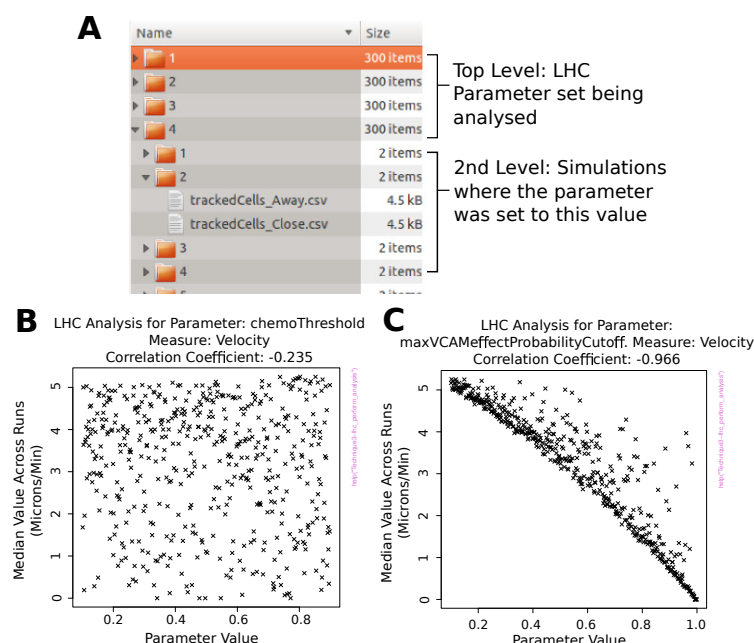 A
Name
Size
1
300 items
2
300 items
3
300 items
4
300 items
1
2 items
2
2 items
trackedCells_Away.csv
4.5 kB
trackedCells_Close.csv
4.5 kB
3
2 items
4
2 items
Top Level: LHC
Parameter set being
analysed
2nd Level: Simulations
where the parameter
was set to this value
B
LHC Analysis for Parameter: chemoThreshold
Measure: Velocity
Correlation Coefficient: -0.235
Median Value Across Runs
(Microns/Min)
5
4
3
2
1
0
0.2
0.4
0.6
0.8
Parameter Value
help("Technique3-lhc_perform_analysis")
C
LHC Analysis for Parameter:
maxVCAMeffectProbabilityCutoff. Measure: Velocity
Correlation Coefficient: -0.966
Median Value Across Runs
(Microns/Min)
5
4
3
2
1
0
0.2
0.4
0.6
0.8
1.0
Parameter Value
help("Technique3-lhc_perform_analysis")